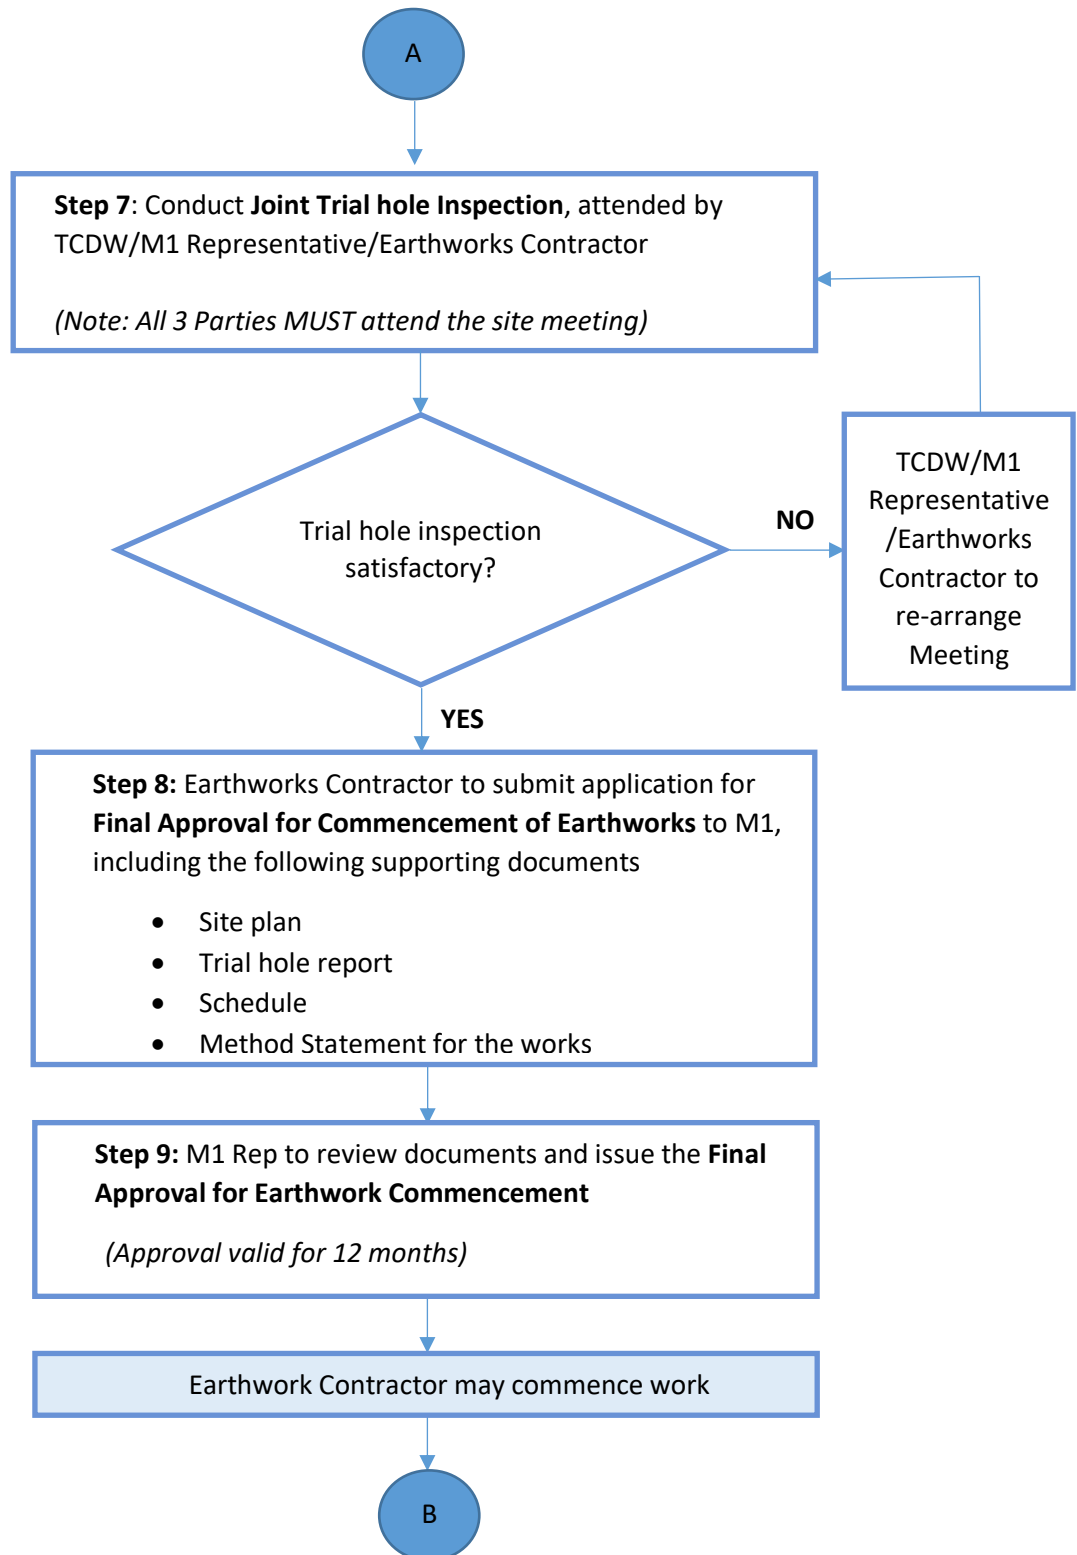 A
Step 7: Conduct Joint Trial hole Inspection, attended by
TCDW/M1 Representative/Earthworks Contractor
(Note: All 3 Parties MUST attend the site meeting)
Trial hole inspection
satisfactory?
NO
TCDW/M1
Representative
/Earthworks
Contractor to
re-arrange
Meeting
YES
Step 8: Earthworks Contractor to submit application for
Final Approval for Commencement of Earthworks to M1,
including the following supporting documents
• Site plan
• Trial hole report
• Schedule
• Method Statement for the works
Step 9: M1 Rep to review documents and issue the Final
Approval for Earthwork Commencement
(Approval valid for 12 months)
Earthwork Contractor may commence work
B